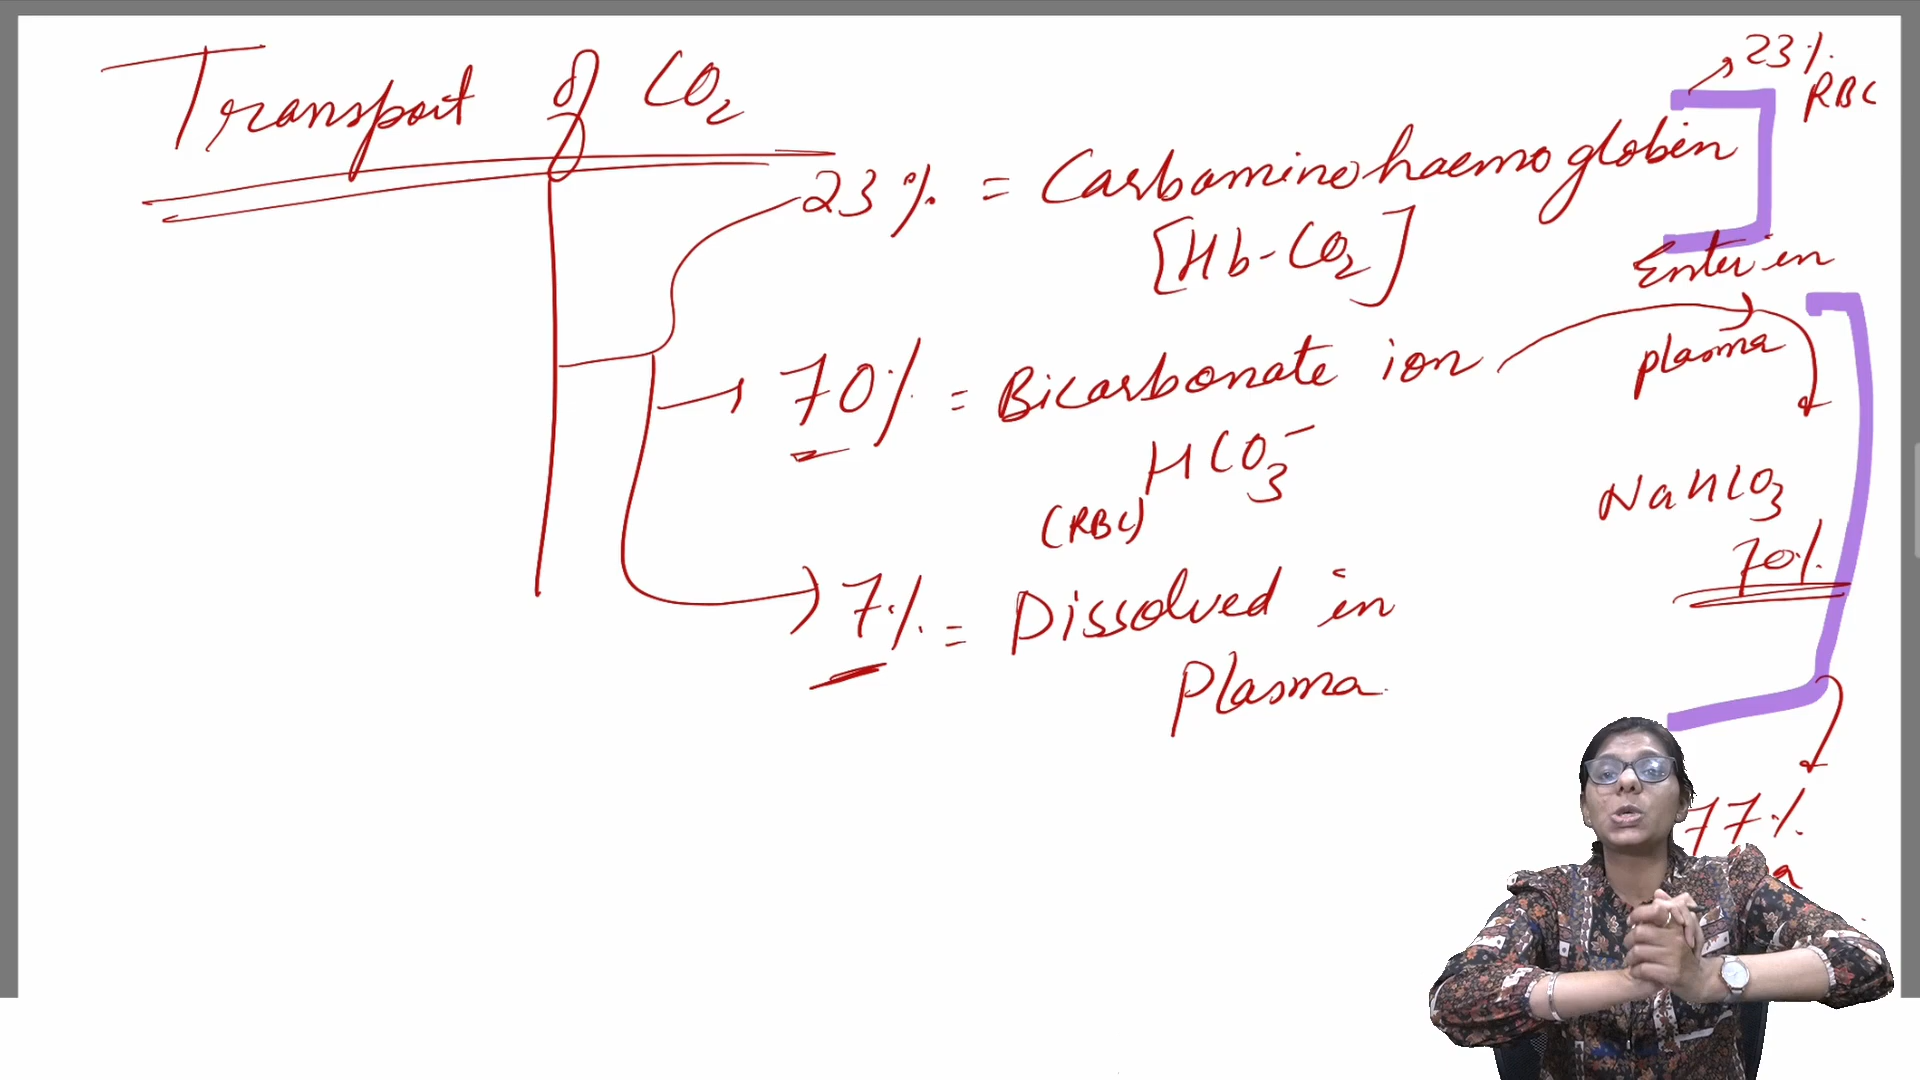 Transport of CO2
23% RBC
23% = Carbaminohaemoglobin
[Hb-CO2]
Enter in
plasma
70% = Bicarbonate ion
HCO3-
(RBC)
NaHCO3
70%
7% = Dissolved in
Plasma
77%